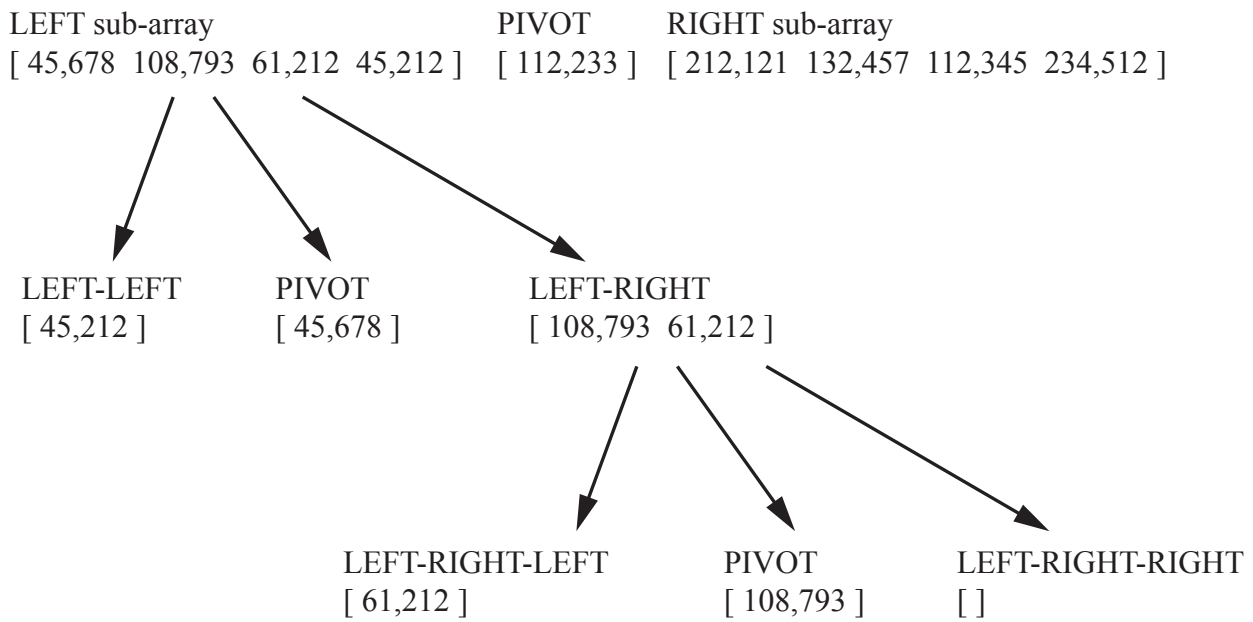 LEFT sub-array PIVOT RIGHT sub-array
[ 45,678 108,793 61,212 45,212 ] [ 112,233 ] [ 212,121 132,457 112,345 234,512 ]
LEFT-LEFT PIVOT LEFT-RIGHT
[ 45,212 ] [ 45,678 ] [ 108,793 61,212 ]
LEFT-RIGHT-LEFT PIVOT LEFT-RIGHT-RIGHT
[ 61,212 ] [ 108,793 ] [ ]